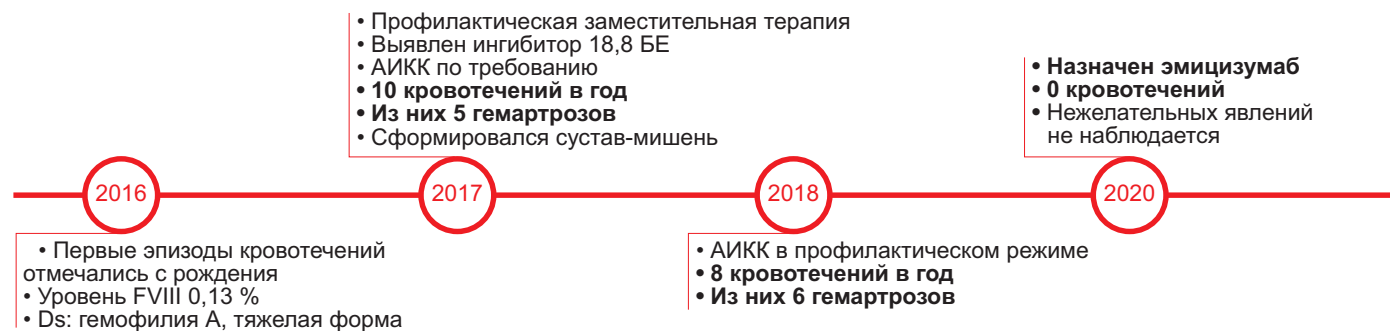 2016
• Первые эпизоды кровотечений
отмечались с рождения
• Уровень FVIII 0,13 %
• Ds: гемофилия А, тяжелая форма
• Профилактическая заместительная терапия
• Выявлен ингибитор 18,8 БЕ
• АИКК по требованию
• 10 кровотечений в год
• Из них 5 гемартрозов
• Сформировался сустав-мишень
2017
2018
• АИКК в профилактическом режиме
• 8 кровотечений в год
• Из них 6 гемартрозов
• Назначен эмицизумаб
• 0 кровотечений
• Нежелательных явлений
не наблюдается
2020